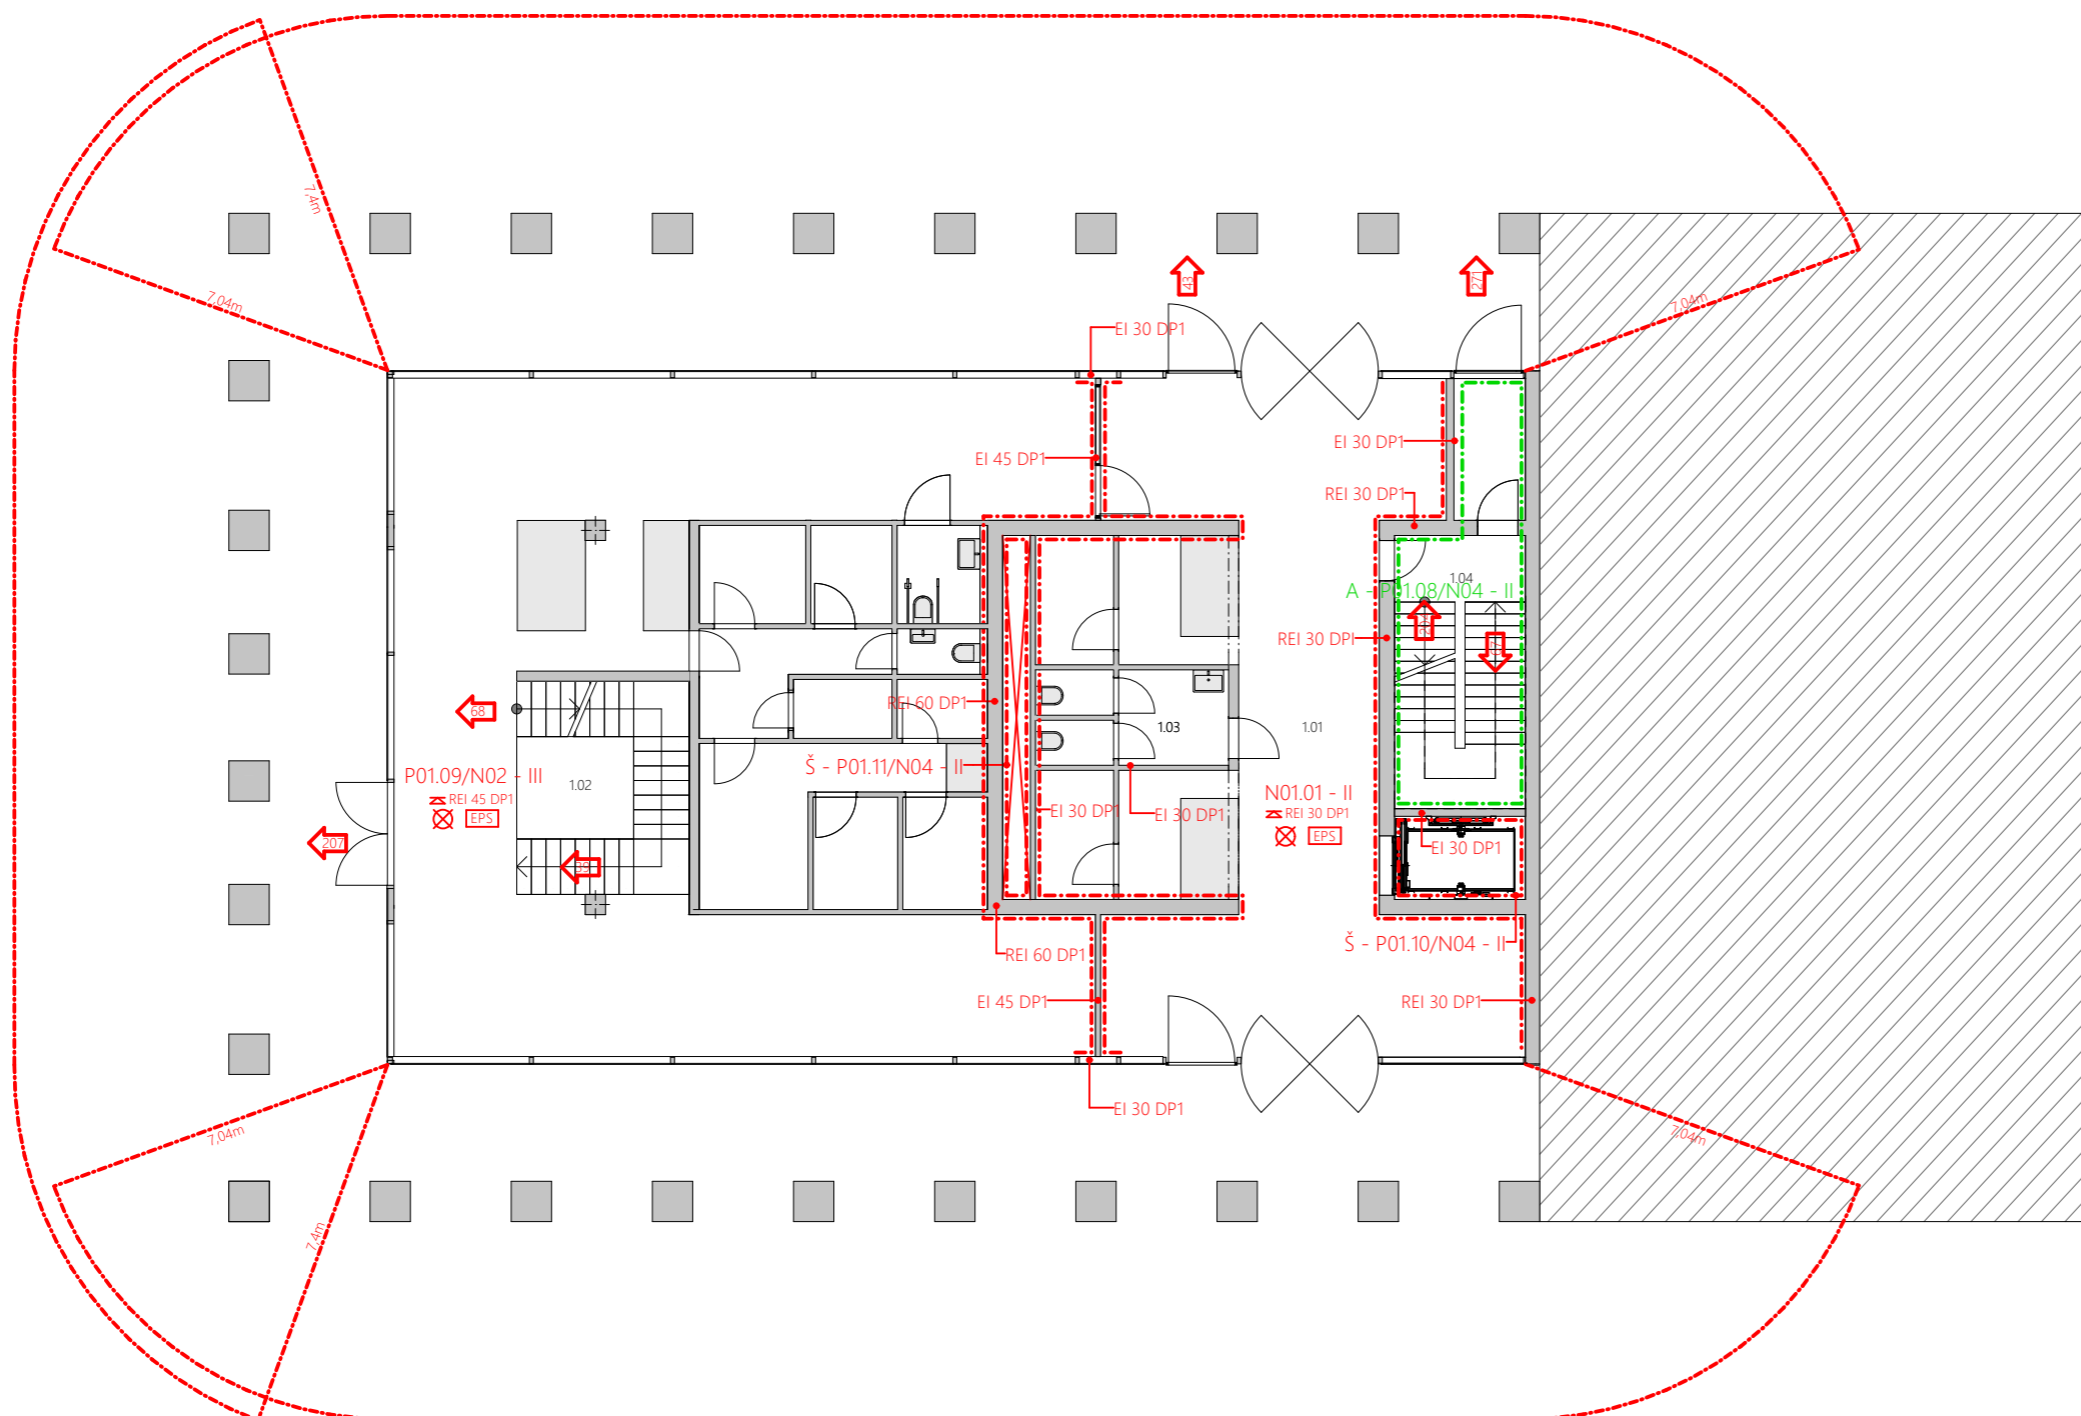 7,4m
7,04m
43
271
7,04m
EI 30 DP1
EI 30 DP1
EI 45 DP1
REI 30 DP1
1.04
A - P01.08/N04 - II
REI 30 DPI
REI 60 DP1
68
1.03
1.01
Š - P01.11/N04 - II
P01.09/N02 - III
REI 45 DP1
EPS
1.02
N01.01 - II
REI 30 DP1
EPS
EI 30 DP1
EI 30 DP1
207
39
EI 30 DP1
Š - P01.10/N04 - II
REI 60 DP1
EI 45 DP1
REI 30 DP1
EI 30 DP1
7,04m
7,04m
7,4m